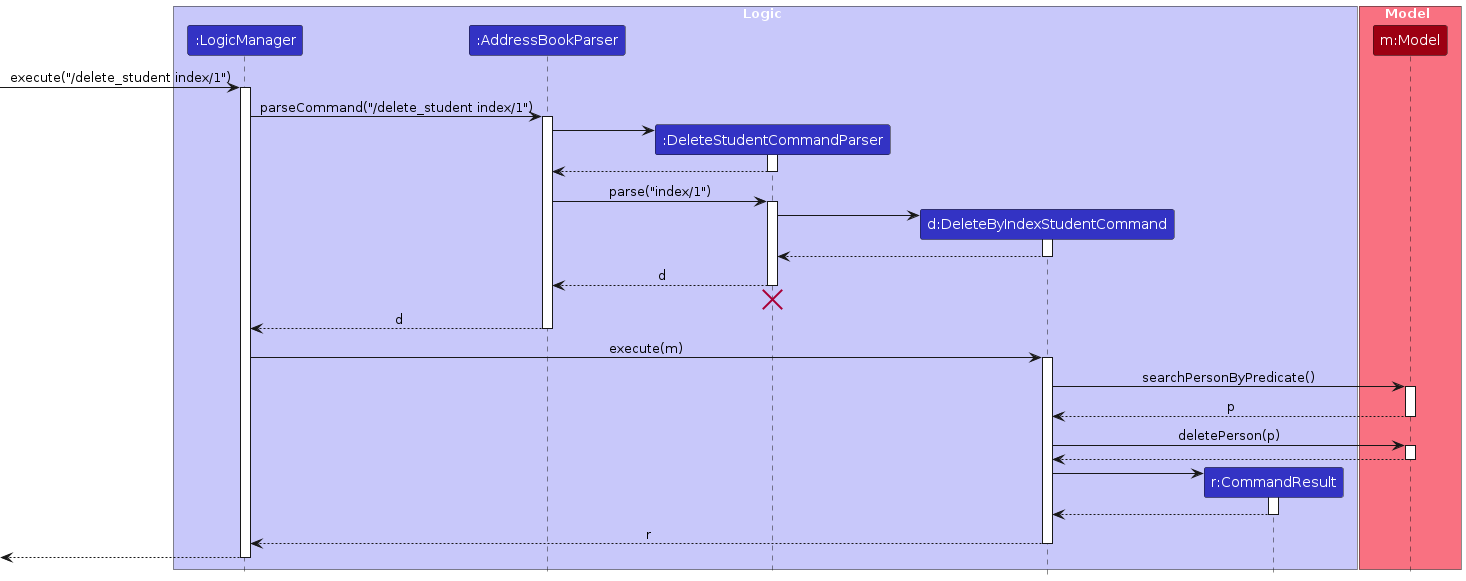 Logic
Model
:LogicManager
:AddressBookParser
m:Model
execute("/delete_student index/1")
parseCommand("/delete_student index/1")
:DeleteStudentCommandParser
parse("index/1")
d:DeleteByIndexStudentCommand
d
d
execute(m)
searchPersonByPredicate()
p
deletePerson(p)
r:CommandResult
r